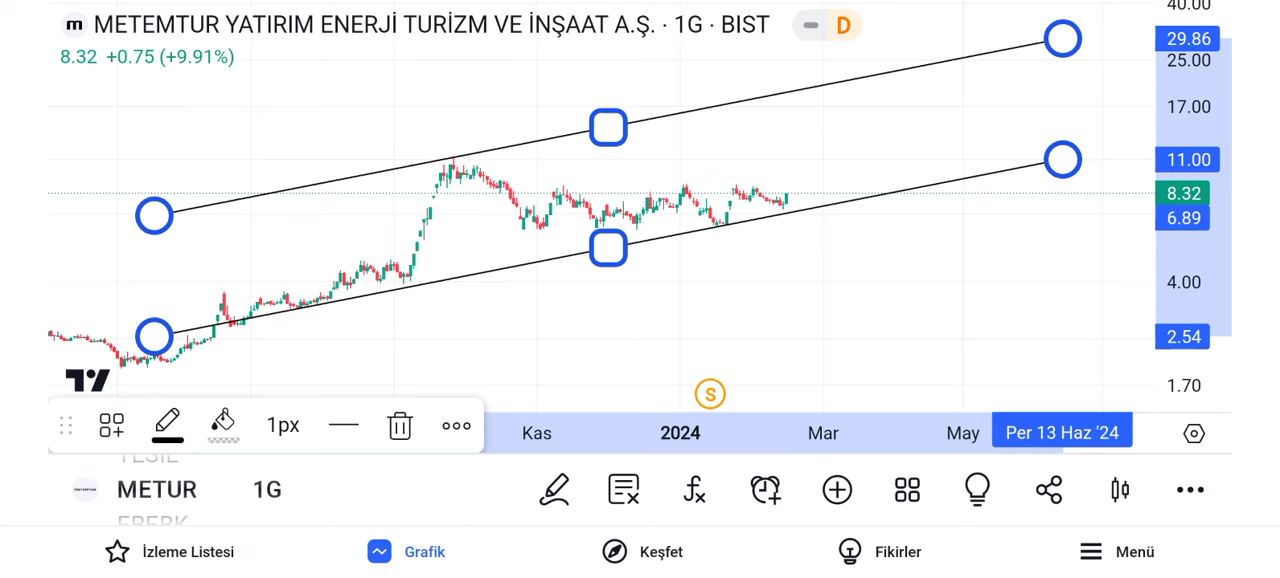 40.00
m METEMTUR YATIRIM ENERJİ TURİZM VE İNŞAAT A.Ş. · 1G · BIST D
8.32 +0.75 (+9.91%)
29.86
25.00
17.00
11.00
8.32
6.89
4.00
2.54
1.70
S
1px
Kas 2024 Mar May Per 13 Haz '24
METUR 1G
İzleme Listesi Grafik Keşfet Fikirler Menü